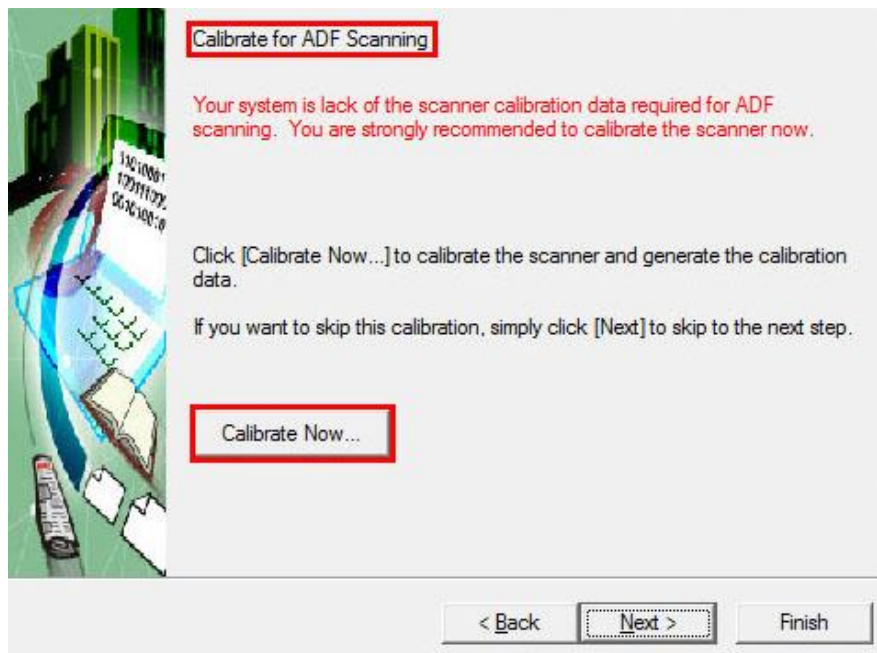 Calibrate for ADF Scanning
Your system is lack of the scanner calibration data required for ADF
scanning. You are strongly recommended to calibrate the scanner now.
Click [Calibrate Now...] to calibrate the scanner and generate the calibration
data.
If you want to skip this calibration, simply click [Next] to skip to the next step.
Calibrate Now...
< Back
Next >
Finish